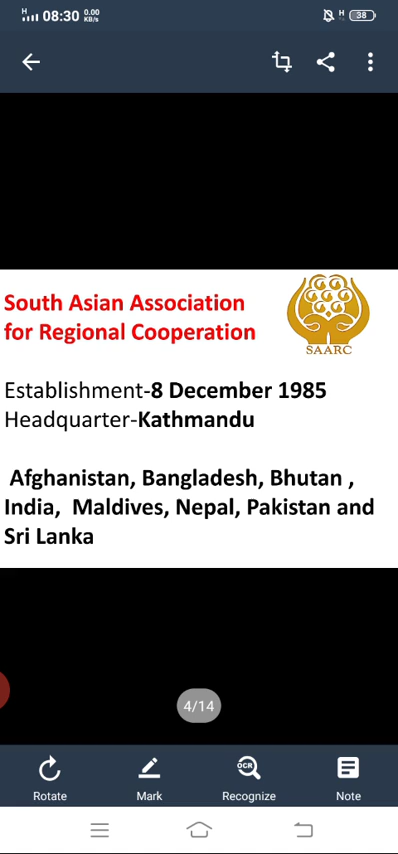 H 08:30 0.00 KB/s H 38
South Asian Association
for Regional Cooperation
SAARC
Establishment-8 December 1985
Headquarter-Kathmandu
Afghanistan, Bangladesh, Bhutan ,
India, Maldives, Nepal, Pakistan and
Sri Lanka
4/14
OCR
Rotate Mark Recognize Note